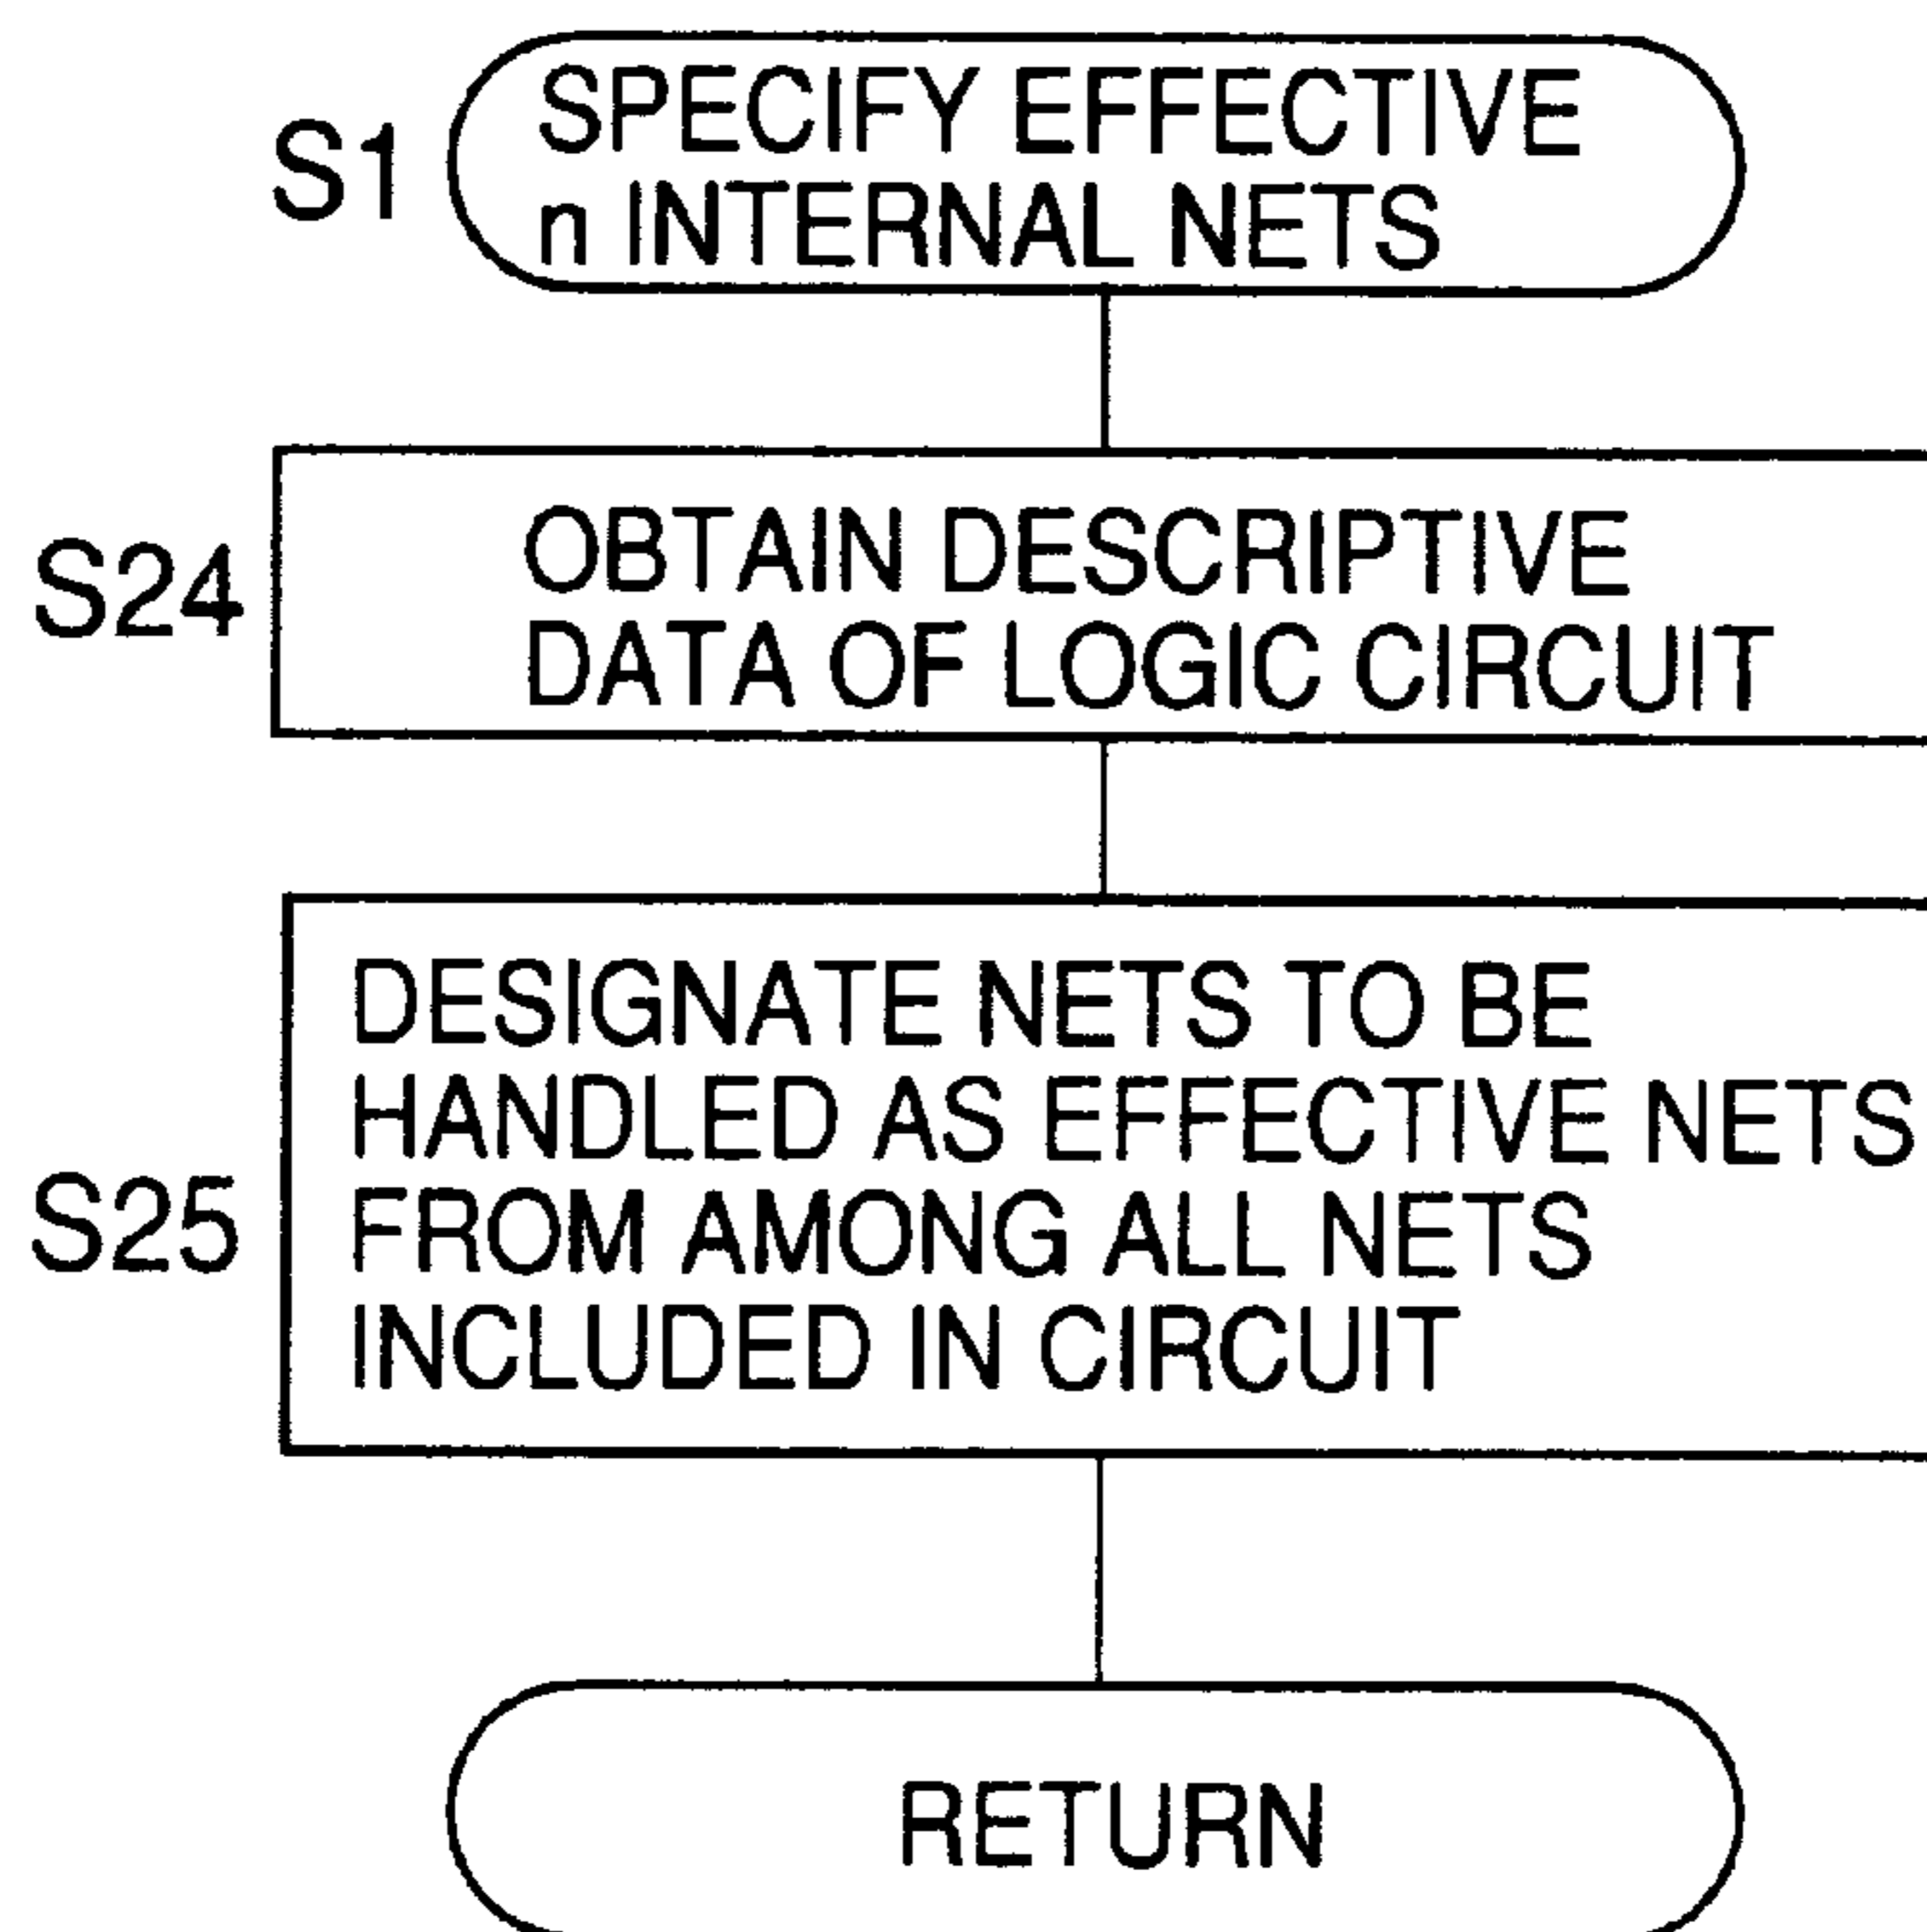 S1
SPECIFY EFFECTIVE
n INTERNAL NETS
S24
OBTAIN DESCRIPTIVE
DATA OF LOGIC CIRCUIT
S25
DESIGNATE NETS TO BE
HANDLED AS EFFECTIVE NETS
FROM AMONG ALL NETS
INCLUDED IN CIRCUIT
RETURN